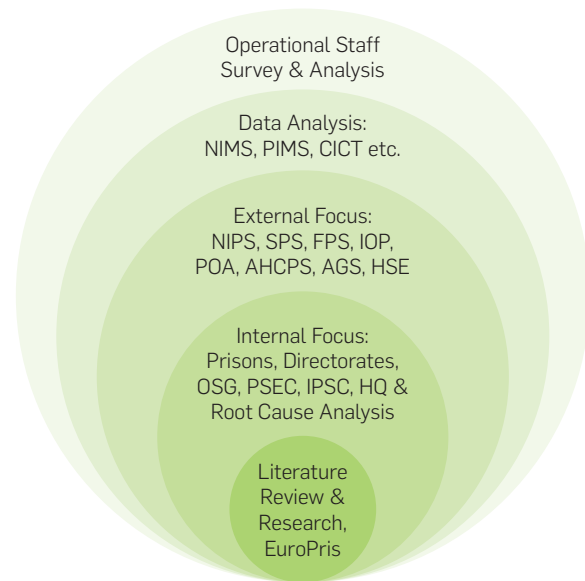 Operational Staff
Survey & Analysis
Data Analysis:
NIMS, PIMS, CICT etc.
External Focus:
NIPS, SPS, FPS, IOP,
POA, AHCPS, AGS, HSE
Internal Focus:
Prisons, Directorates,
OSG, PSEC, IPSC, HQ &
Root Cause Analysis
Literature
Review &
Research,
EuroPris